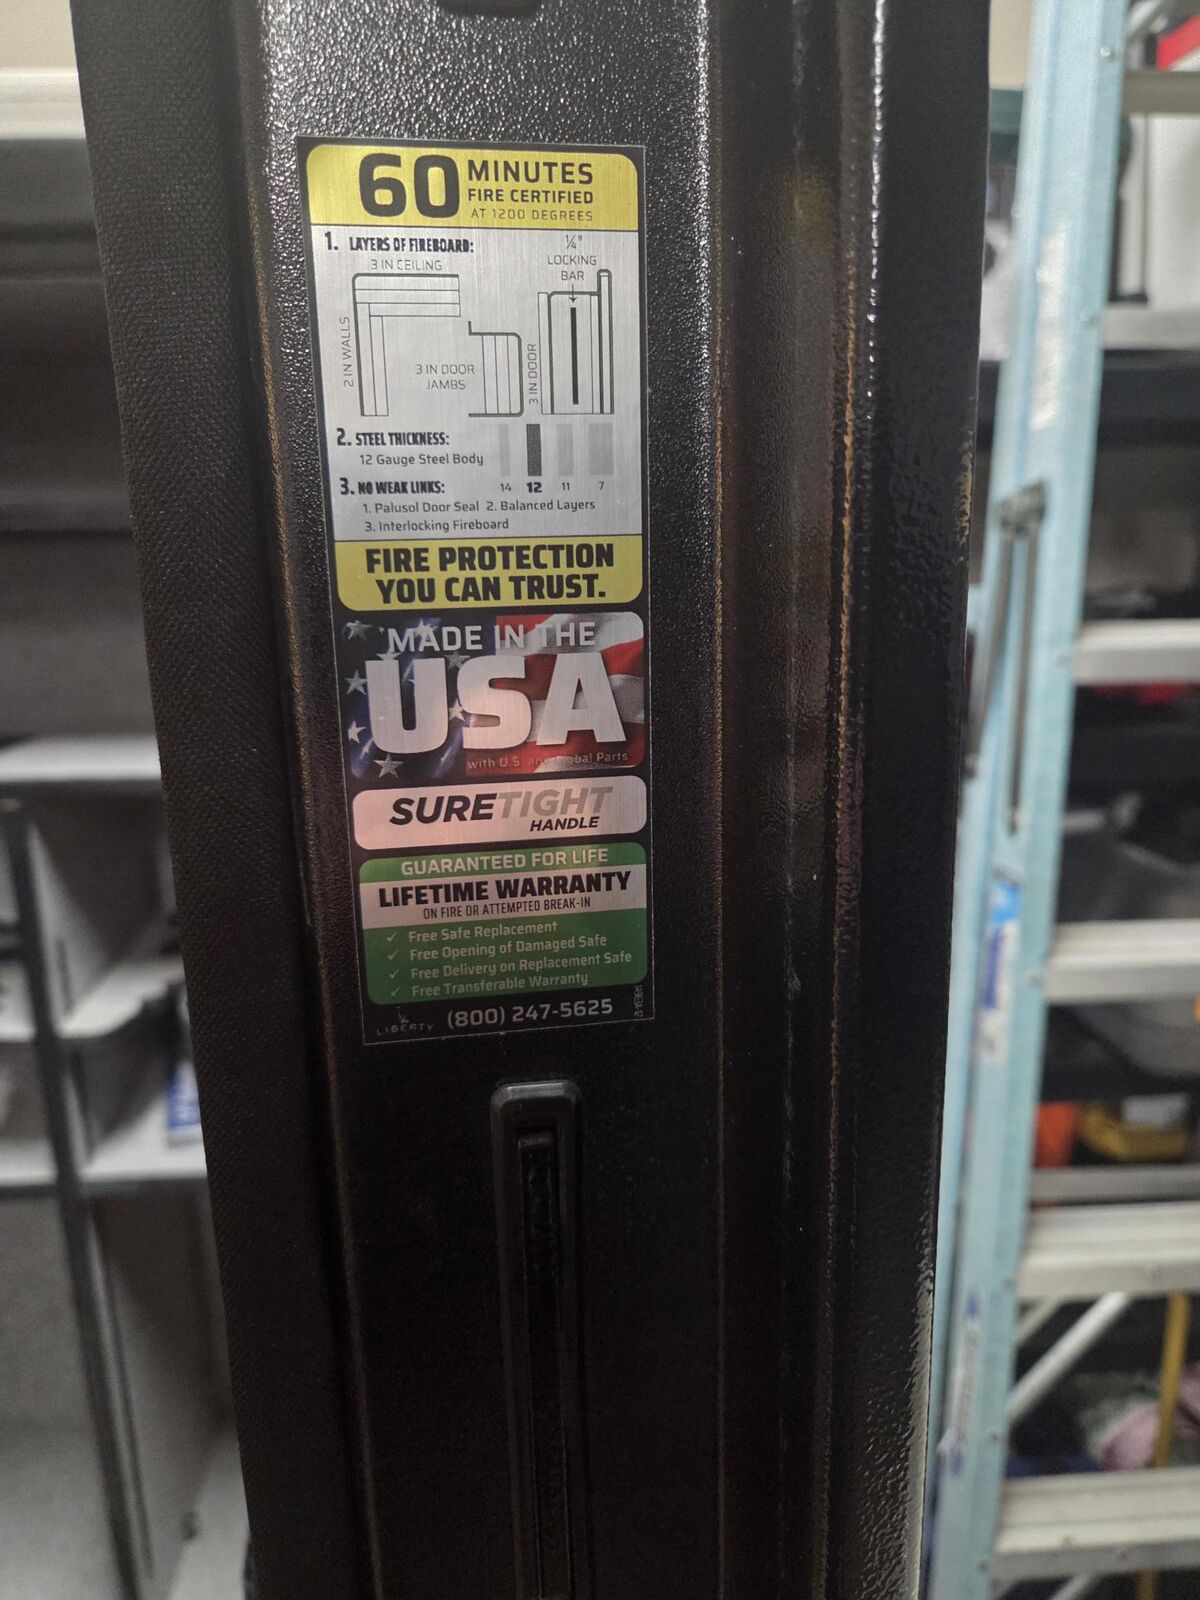 60 MINUTES
FIRE CERTIFIED
AT 1200 DEGREES
1. LAYERS OF FIREBOARD:
3 IN CEILING
2 IN WALLS
3 IN DOOR
JAMBS
3 IN DOOR
1/4"
LOCKING
BAR
2. STEEL THICKNESS:
12 Gauge Steel Body
14 12 11 7
3. NO WEAK LINKS:
1. Palusol Door Seal 2. Balanced Layers
3. Interlocking Fireboard
FIRE PROTECTION
YOU CAN TRUST.
MADE IN THE
USA
with U.S. and Global Parts
SURETIGHT
HANDLE
GUARANTEED FOR LIFE
LIFETIME WARRANTY
ON FIRE OR ATTEMPTED BREAK-IN
✓ Free Safe Replacement
✓ Free Opening of Damaged Safe
✓ Free Delivery on Replacement Safe
✓ Free Transferable Warranty
LIBERTY (800) 247-5625